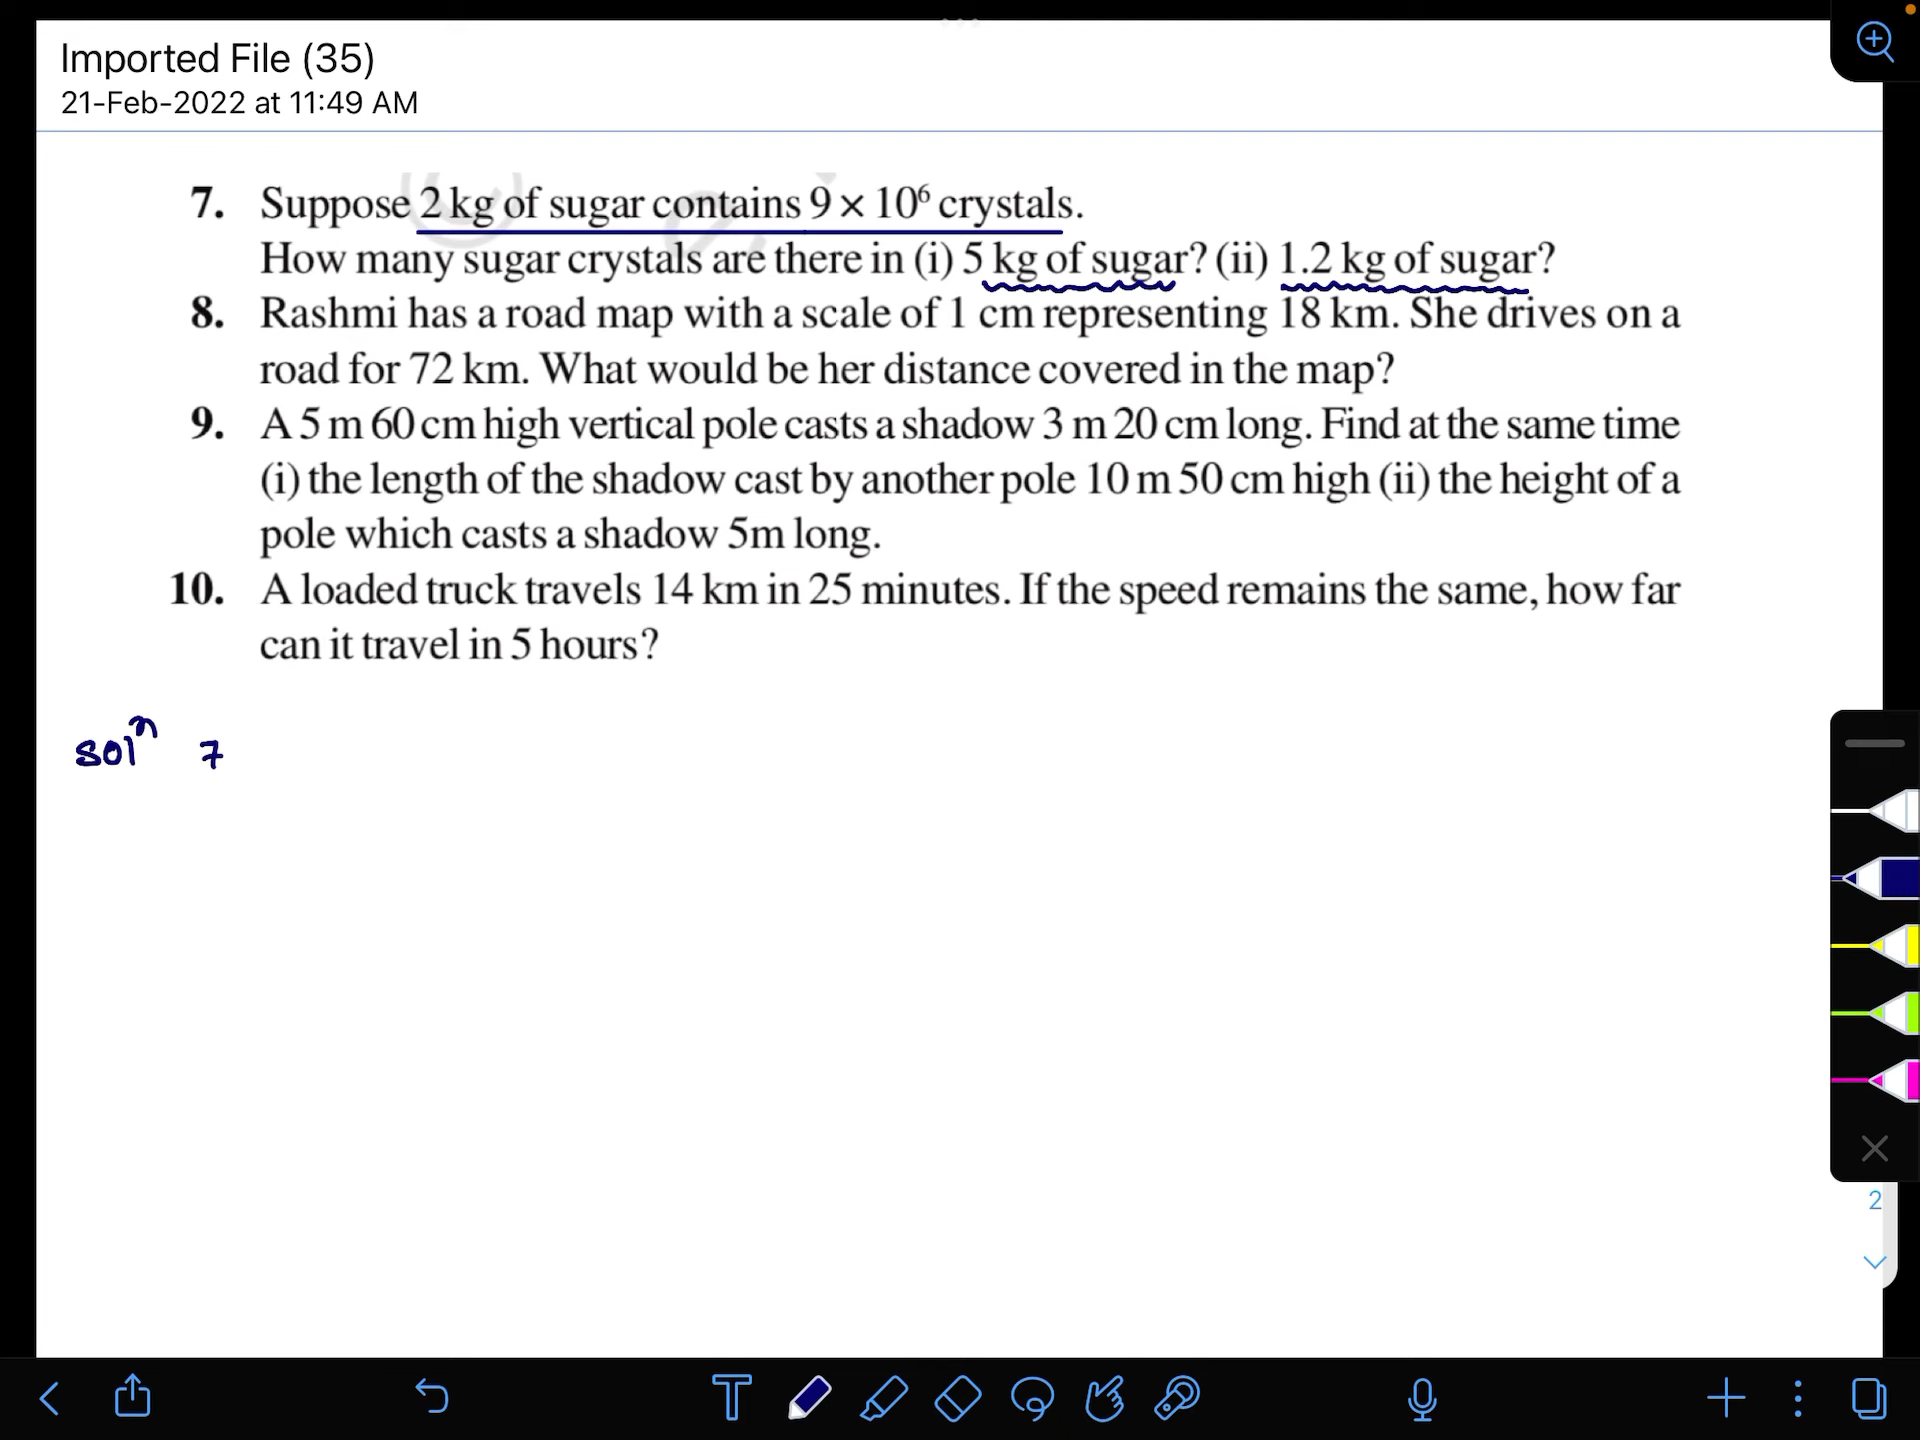 Imported File (35)
21-Feb-2022 at 11:49 AM
7. Suppose 2 kg of sugar contains 9 × 10⁶ crystals.
How many sugar crystals are there in (i) 5 kg of sugar? (ii) 1.2 kg of sugar?
8. Rashmi has a road map with a scale of 1 cm representing 18 km. She drives on a
road for 72 km. What would be her distance covered in the map?
9. A 5 m 60 cm high vertical pole casts a shadow 3 m 20 cm long. Find at the same time
(i) the length of the shadow cast by another pole 10 m 50 cm high (ii) the height of a
pole which casts a shadow 5m long.
10. A loaded truck travels 14 km in 25 minutes. If the speed remains the same, how far
can it travel in 5 hours?
Solⁿ 7
2
T